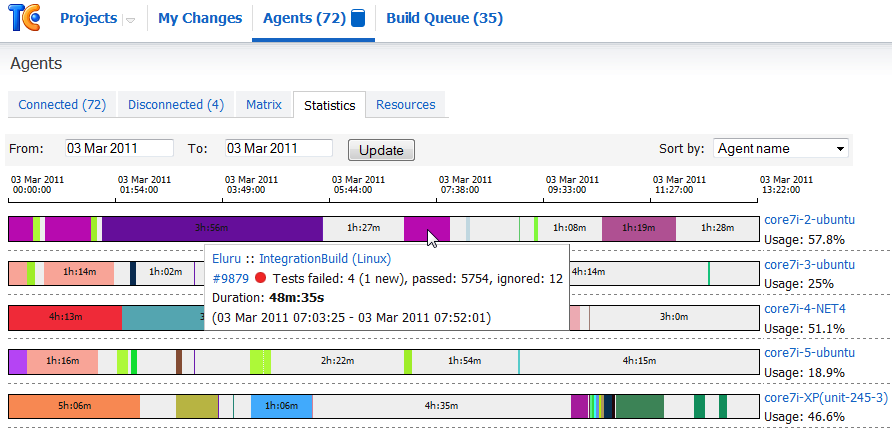 TC Projects My Changes Agents (72) Build Queue (35)
Agents
Connected (72) Disconnected (4) Matrix Statistics Resources
From: 03 Mar 2011 To: 03 Mar 2011 Update Sort by: Agent name
03 Mar 2011 03 Mar 2011 03 Mar 2011 03 Mar 2011 03 Mar 2011 03 Mar 2011 03 Mar 2011 03 Mar 2011
00:00:00 01:54:00 03:49:00 05:44:00 07:38:00 09:33:00 11:27:00 13:22:00
3h:56m 1h:27m 1h:08m 1h:19m 1h:28m core7i-2-ubuntu
Usage: 57.8%
Eluru :: IntegrationBuild (Linux)
1h:14m 1h:02m 4h:14m core7i-3-ubuntu
#9879 Tests failed: 4 (1 new), passed: 5754, ignored: 12
Usage: 25%
Duration: 48m:35s
4h:13m 3h:0m core7i-4-NET4
(03 Mar 2011 07:03:25 - 03 Mar 2011 07:52:01)
Usage: 51.1%
1h:16m 2h:22m 1h:54m 4h:15m core7i-5-ubuntu
Usage: 18.9%
5h:06m 1h:06m 4h:35m core7i-XP(unit-245-3)
Usage: 46.6%